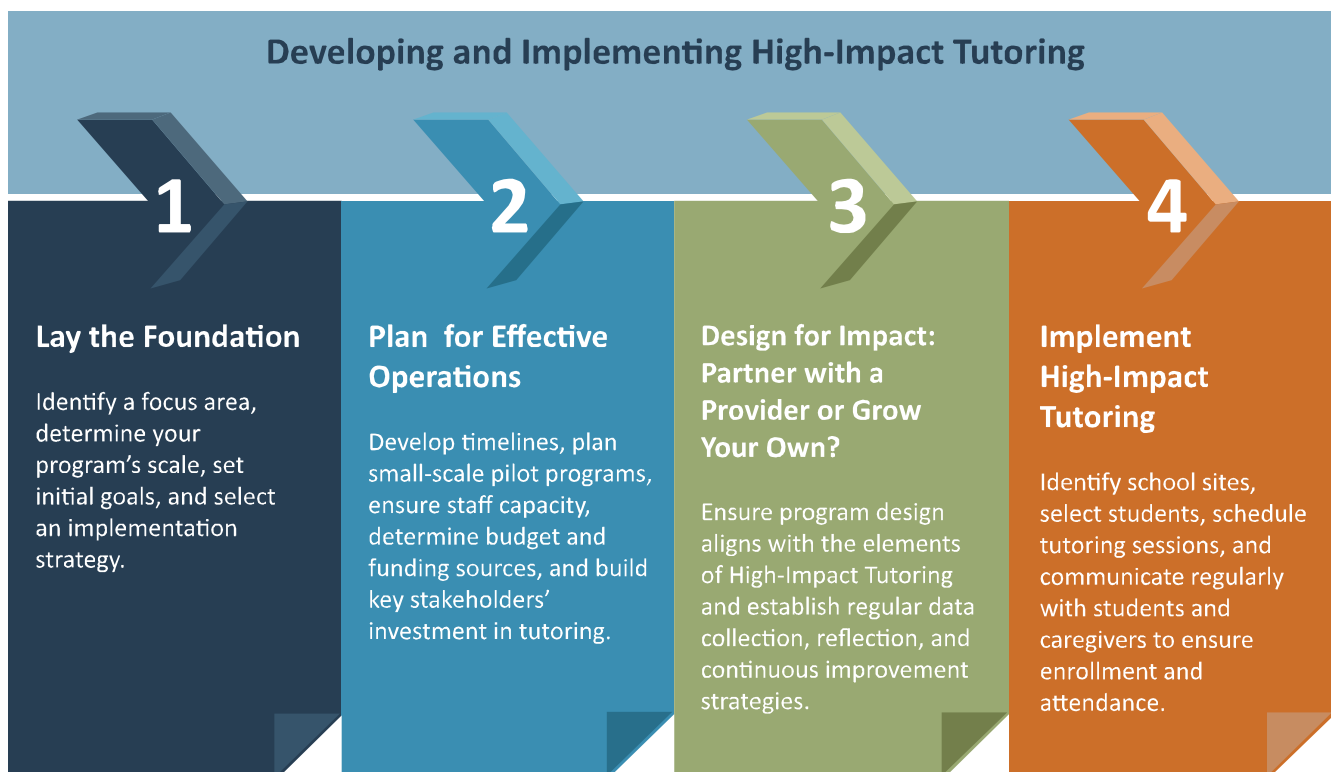 Developing and Implementing High-Impact Tutoring
1
Lay the Foundation
Identify a focus area,
determine your
program’s scale, set
initial goals, and select
an implementation
strategy.
2
Plan  for Effective
Operations
Develop timelines, plan
small-scale pilot programs,
ensure staff capacity,
determine budget and
funding sources, and build
key stakeholders’
investment in tutoring.
3
Design for Impact:
Partner with a
Provider or Grow
Your Own?
Ensure program design
aligns with the elements
of High-Impact Tutoring
and establish regular data
collection, reflection, and
continuous improvement
strategies.
4
Implement
High-Impact
Tutoring
Identify school sites,
select students, schedule
tutoring sessions, and
communicate regularly
with students and
caregivers to ensure
enrollment and
attendance.